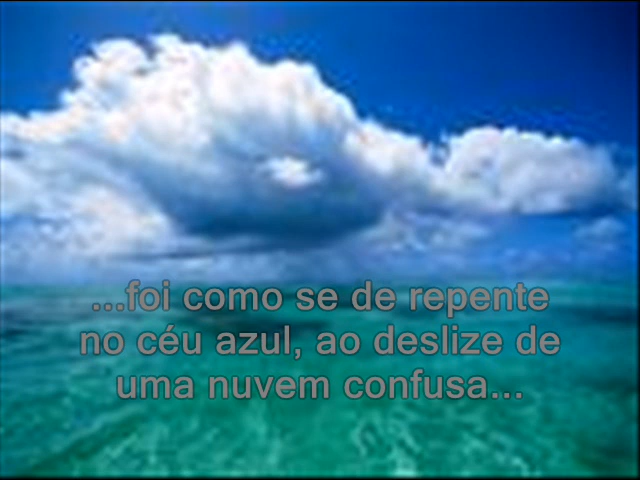 ...foi como se de repente
no céu azul, ao deslize de
uma nuvem confusa...